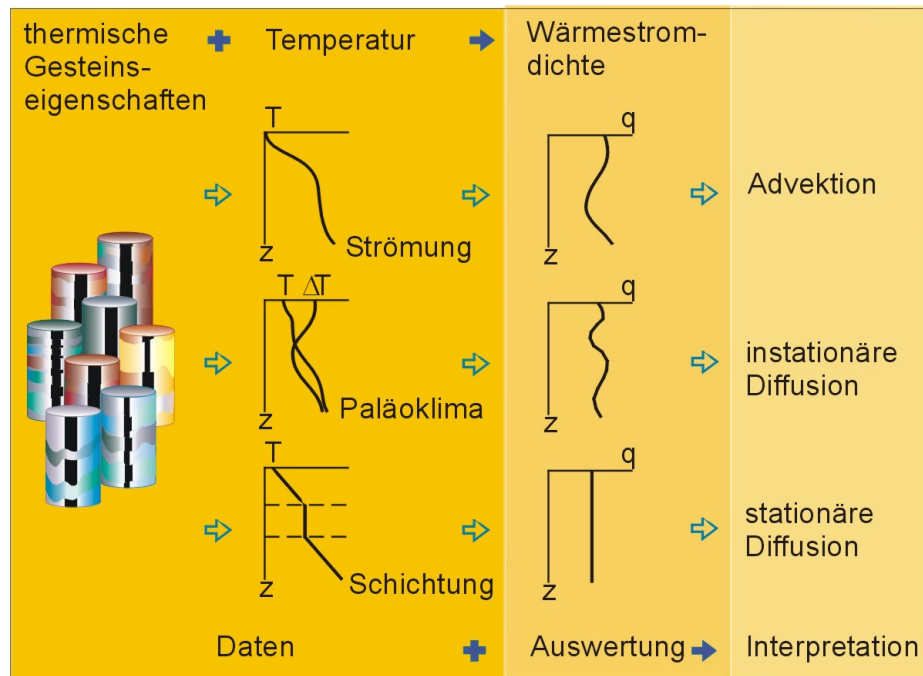 thermische
Gesteins-
eigenschaften
Temperatur
Wärmestrom-
dichte
T
z
Strömung
q
z
Advektion
T ΔT
z
Paläoklima
q
z
instationäre
Diffusion
T
z
Schichtung
q
z
stationäre
Diffusion
Daten
Auswertung
Interpretation